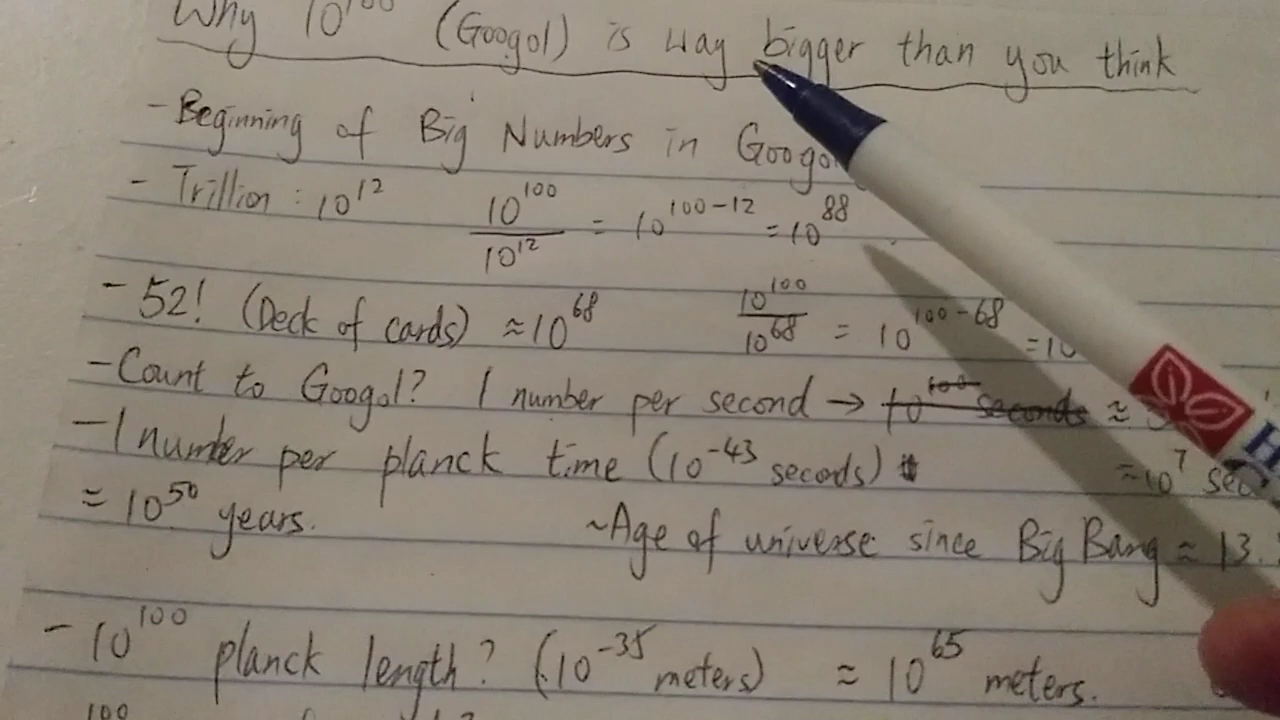 Why 10^100 (Googol) is way bigger than you think
- Beginning of Big Numbers in Googol
- Trillion : 10^12 10^100/10^12 = 10^100-12 = 10^88
- 52! (Deck of cards) ≈ 10^68 10^100/10^68 = 10^100-68 = 10
- Count to Googol? 1 number per second → 10^100 seconds ≈
- 1 number per planck time (10^-43 seconds) ≈ 10^7 sec
= 10^50 years. ~Age of universe since Big Bang ≈ 13.
- 10^100 planck length? (10^-35 meters) ≈ 10^65 meters.